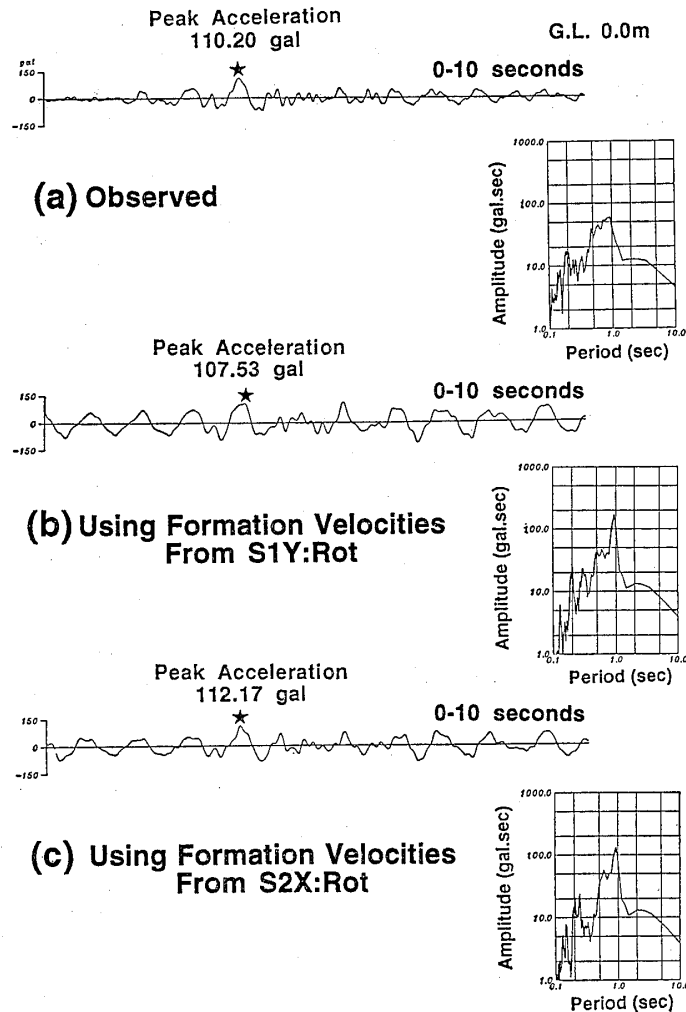 Peak Acceleration
110.20 gal
G.L. 0.0m
gal
150
0
-150
0-10 seconds
(a) Observed
Amplitude (gal.sec)
1000.0
100.0
10.0
1.0
0.1
1.0
10.0
Period (sec)
Peak Acceleration
107.53 gal
150
0
-150
0-10 seconds
(b) Using Formation Velocities
From S1Y:Rot
Amplitude (gal.sec)
1000.0
100.0
10.0
1.0
0.1
1.0
10.0
Period (sec)
Peak Acceleration
112.17 gal
150
0
-150
0-10 seconds
(c) Using Formation Velocities
From S2X:Rot
Amplitude (gal.sec)
1000.0
100.0
10.0
1.0
0.1
1.0
10.0
Period (sec)